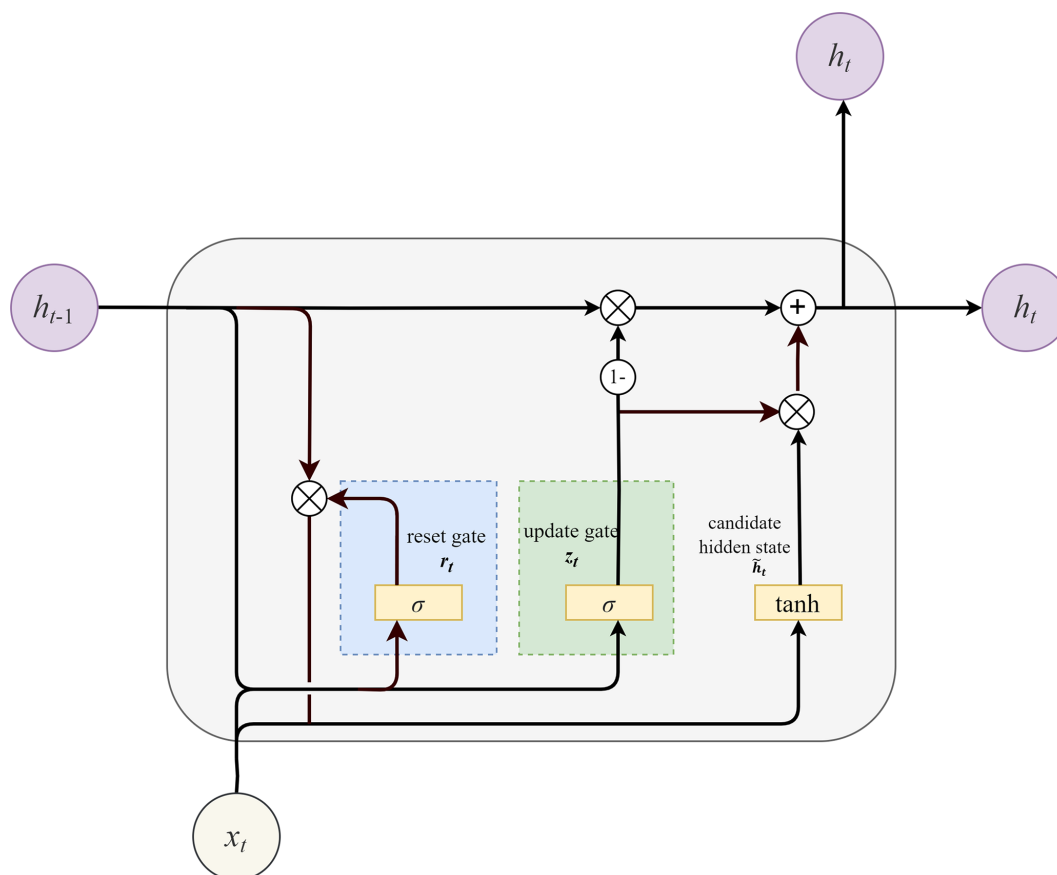 h_t
h_{t-1}
×
+
h_t
1-
×
×
reset gate
r_t
update gate
z_t
candidate
hidden state
h̃_t
σ
σ
tanh
x_t